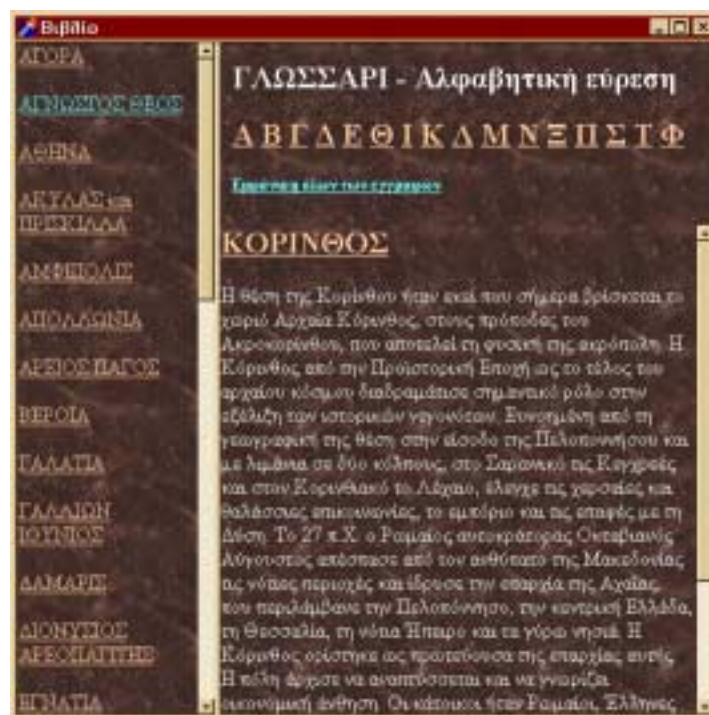 Βιβλίο
ΑΓΟΡΑ
ΑΓΝΩΣΤΟΣ ΘΕΟΣ
ΑΘΗΝΑ
ΑΚΥΛΑΣ και
ΠΡΙΣΚΙΛΛΑ
ΑΜΦΙΠΟΛΙΣ
ΑΠΟΛΛΩΝΙΑ
ΑΡΕΙΟΣ ΠΑΓΟΣ
ΒΕΡΟΙΑ
ΓΑΛΑΤΙΑ
ΓΑΛΛΙΩΝ
ΙΟΥΝΙΟΣ
ΔΑΜΑΡΙΣ
ΔΙΟΝΥΣΙΟΣ
ΑΡΕΟΠΑΓΙΤΗΣ
ΕΓΝΑΤΙΑ
ΓΛΩΣΣΑΡΙ - Αλφαβητική εύρεση
Α Β Γ Δ Ε Θ Ι Κ Λ Μ Ν Ξ Π Σ Τ Φ
Εμφάνιση όλων των εγγραφών
ΚΟΡΙΝΘΟΣ
Η θέση της Κορίνθου ήταν εκεί που σήμερα βρίσκεται το
χωριό Αρχαία Κόρινθος, στους πρόποδες του
Ακροκορίνθου, που αποτελεί τη φυσική της ακρόπολη. Η
Κόρινθος από την Προϊστορική Εποχή ως το τέλος του
αρχαίου κόσμου διαδραμάτισε σημαντικό ρόλο στην
εξέλιξη των ιστορικών γεγονότων. Ευνοημένη από τη
γεωγραφική της θέση στην είσοδο της Πελοποννήσου και
με λιμάνια σε δύο κόλπους, στο Σαρωνικό τις Κεγχρεές
και στον Κορινθιακό το Λέχαιο, έλεγχε τις χερσαίες και
θαλάσσιες επικοινωνίες, το εμπόριο και τις επαφές με τη
Δύση. Το 27 π.Χ. ο Ρωμαίος αυτοκράτορας Οκταβιανός
Αύγουστος απέσπασε από τον ανθύπατο της Μακεδονίας
τις νότιες περιοχές και ίδρυσε την επαρχία της Αχαΐας,
που περιλάμβανε την Πελοπόννησο, την κεντρική Ελλάδα,
τη Θεσσαλία, τη νότια Ήπειρο και τα γύρω νησιά. Η
Κόρινθος ορίστηκε ως πρωτεύουσα της επαρχίας αυτής.
Η πόλη άρχισε να αναπτύσσεται και να γνωρίζει
οικονομική άνθηση. Οι κάτοικοι ήταν Ρωμαίοι, Έλληνες